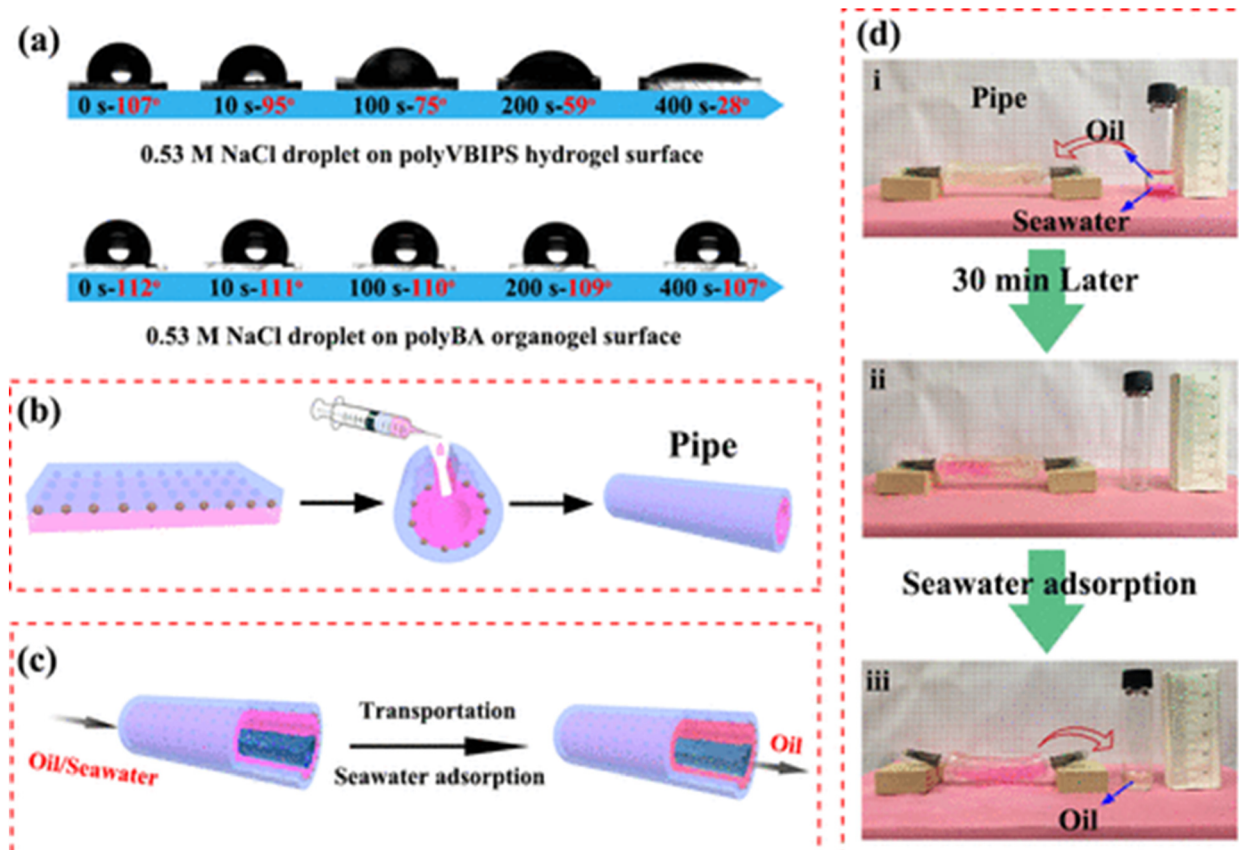 (a)
0 s-107° 10 s-95° 100 s-75° 200 s-59° 400 s-28°
0.53 M NaCl droplet on polyVBIPS hydrogel surface
0 s-112° 10 s-111° 100 s-110° 200 s-109° 400 s-107°
0.53 M NaCl droplet on polyBA organogel surface
(b)
Pipe
(c)
Oil/Seawater
Transportation
Seawater adsorption
Oil
(d)
i
Pipe
Oil
Seawater
30 min Later
ii
Seawater adsorption
iii
Oil